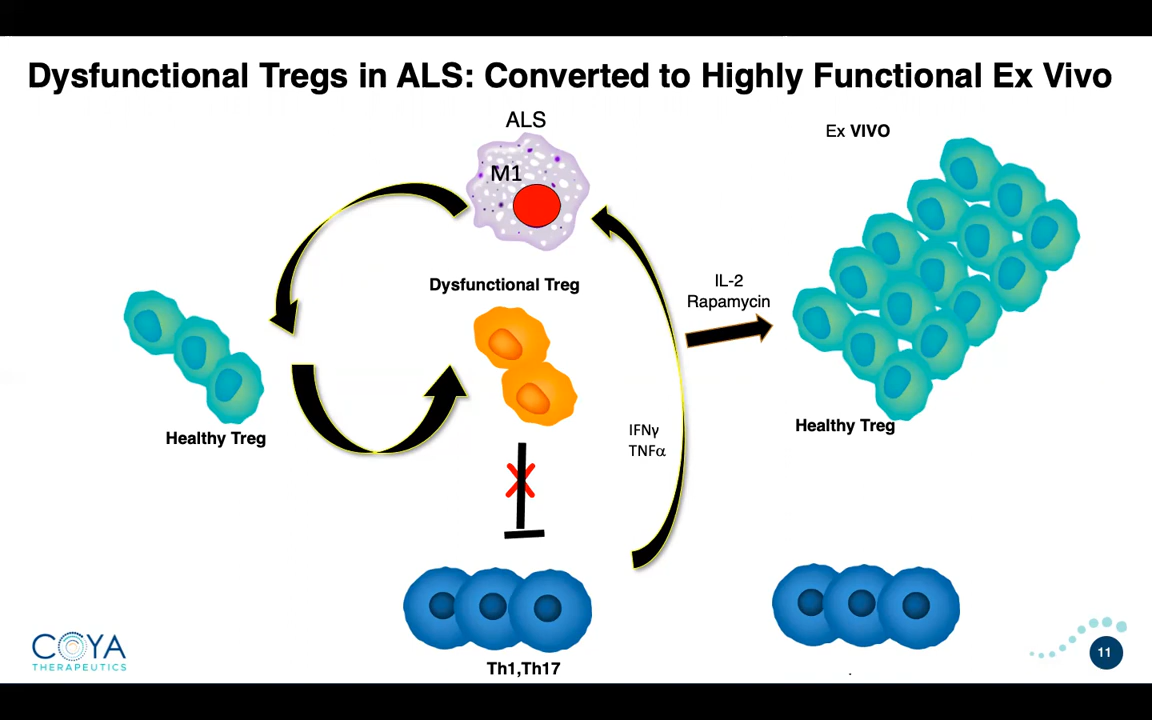 Dysfunctional Tregs in ALS: Converted to Highly Functional Ex Vivo
ALS
M1
Ex VIVO
Dysfunctional Treg
IL-2
Rapamycin
Healthy Treg
Healthy Treg
IFNγ
TNFα
Th1,Th17
COYA
THERAPEUTICS
11